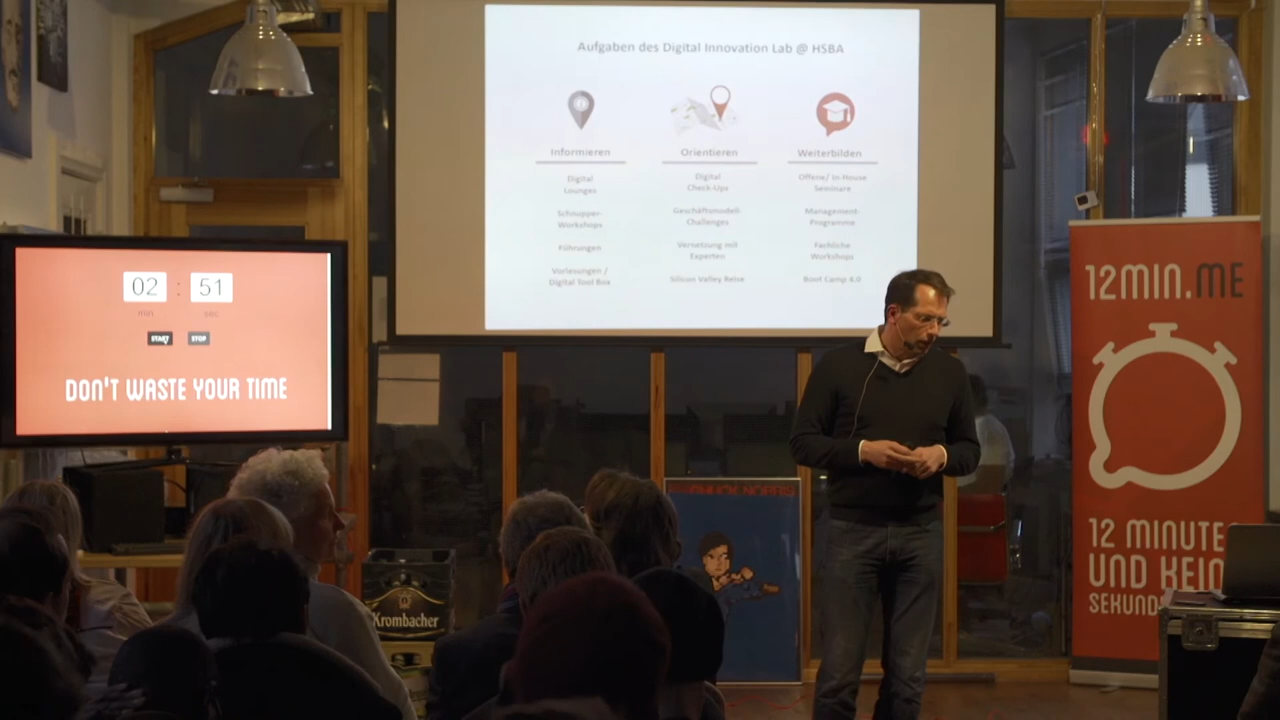 Aufgaben des Digital Innovation Lab @ HSBA
Informieren
Digital
Lounges
Schnupper-
Workshops
Führungen
Vorlesungen /
Digital Tool Box
Orientieren
Digital
Check-Ups
Geschäftsmodell-
Challenges
Vernetzung mit
Experten
Silicon Valley Reise
Weiterbilden
Offene/ In-House
Seminare
Management-
Programme
Fachliche
Workshops
Boot Camp 4.0
02 : 51
min sec
START STOP
DON'T WASTE YOUR TIME
12MIN.ME
12 MINUTE
UND KEIN
SEKUND
CHUCK NORRIS
Krombacher